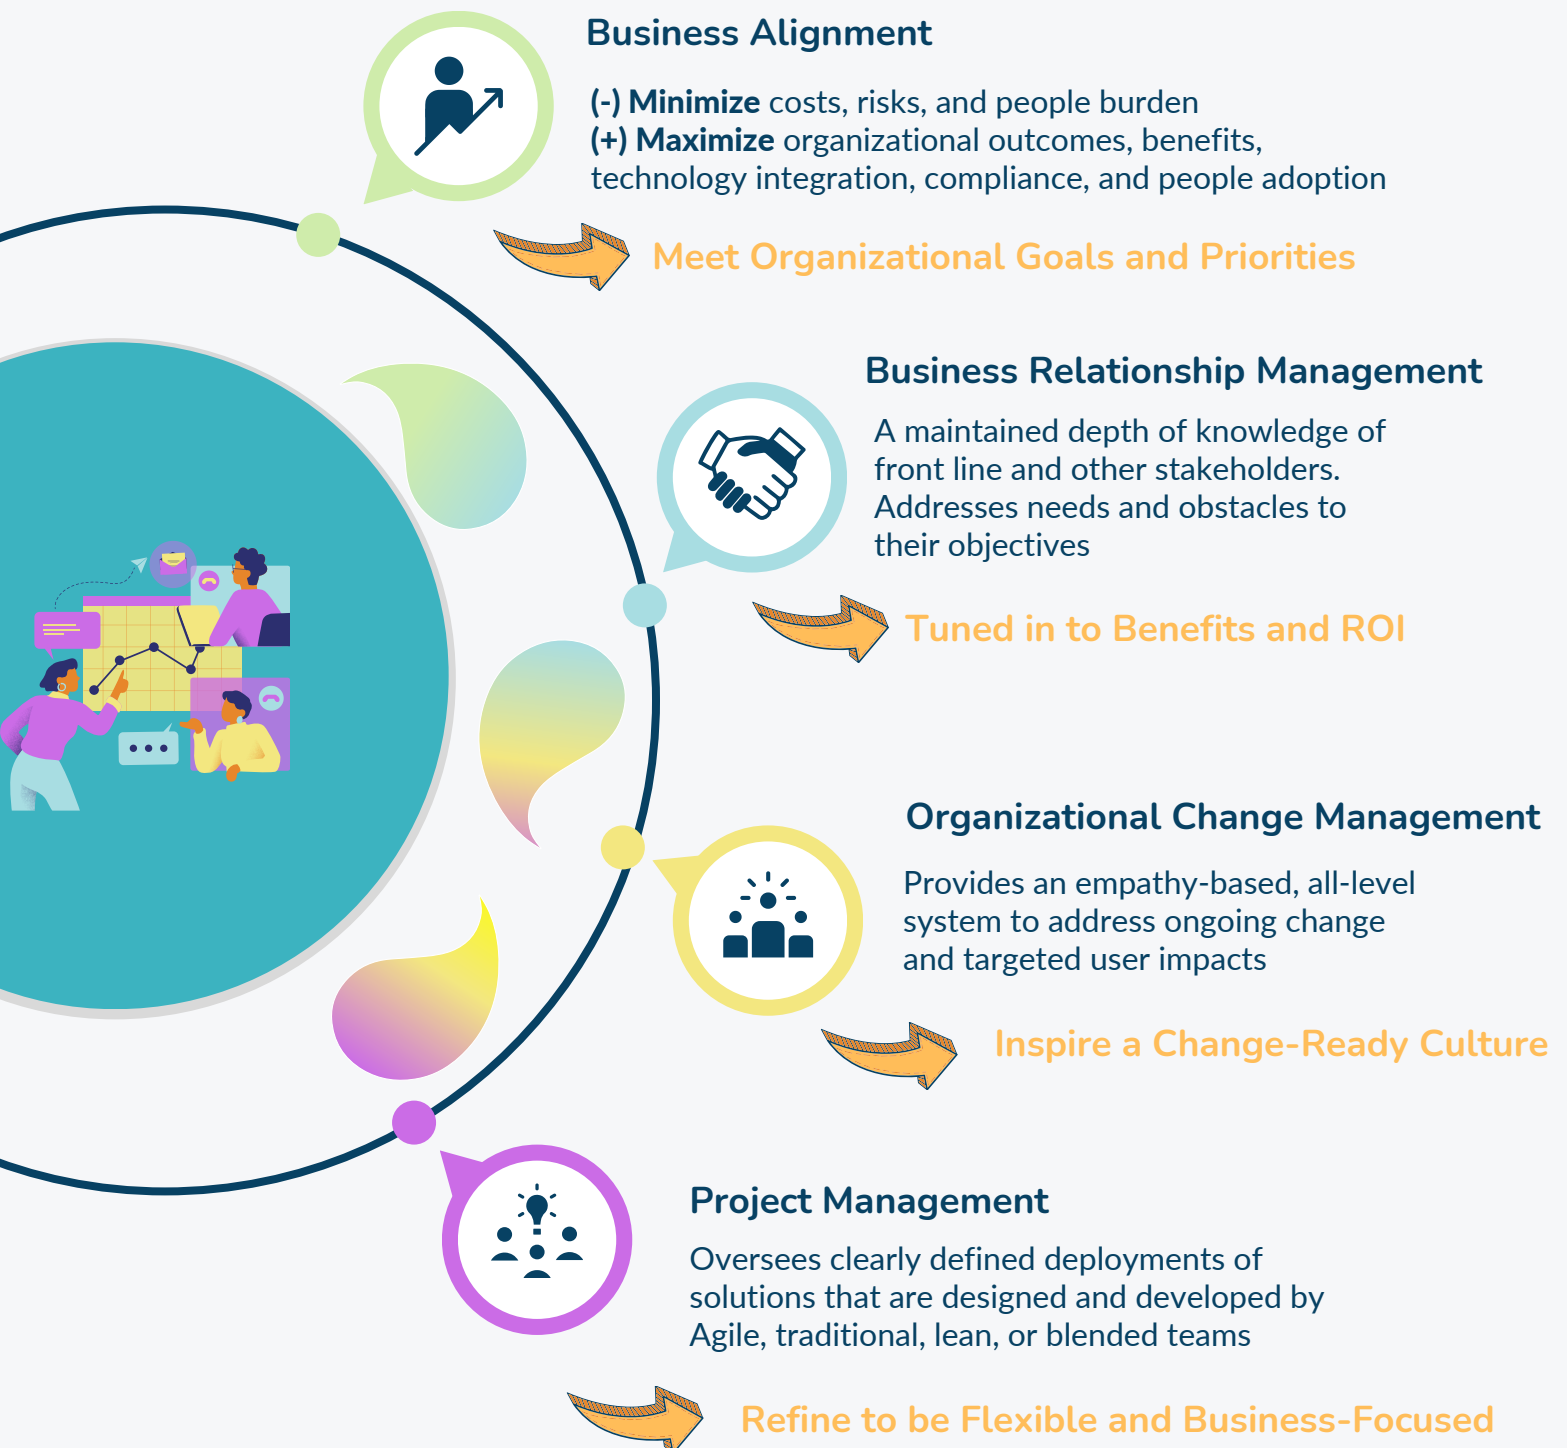 Business Alignment
(-) Minimize costs, risks, and people burden
(+) Maximize organizational outcomes, benefits,
technology integration, compliance, and people adoption
Meet Organizational Goals and Priorities
Business Relationship Management
A maintained depth of knowledge of
front line and other stakeholders.
Addresses needs and obstacles to
their objectives
Tuned in to Benefits and ROI
Organizational Change Management
Provides an empathy-based, all-level
system to address ongoing change
and targeted user impacts
Inspire a Change-Ready Culture
Project Management
Oversees clearly defined deployments of
solutions that are designed and developed by
Agile, traditional, lean, or blended teams
Refine to be Flexible and Business-Focused